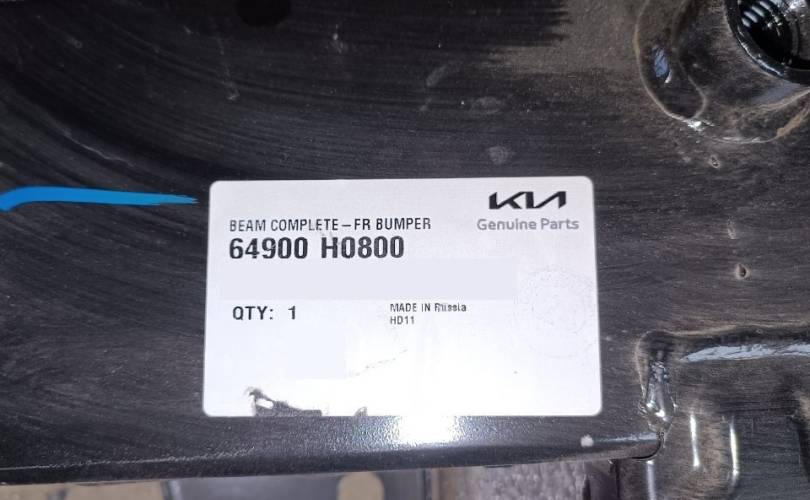 KIA
Genuine Parts
BEAM COMPLETE-FR BUMPER
64900 H0800
QTY: 1
MADE IN Russia
HD11